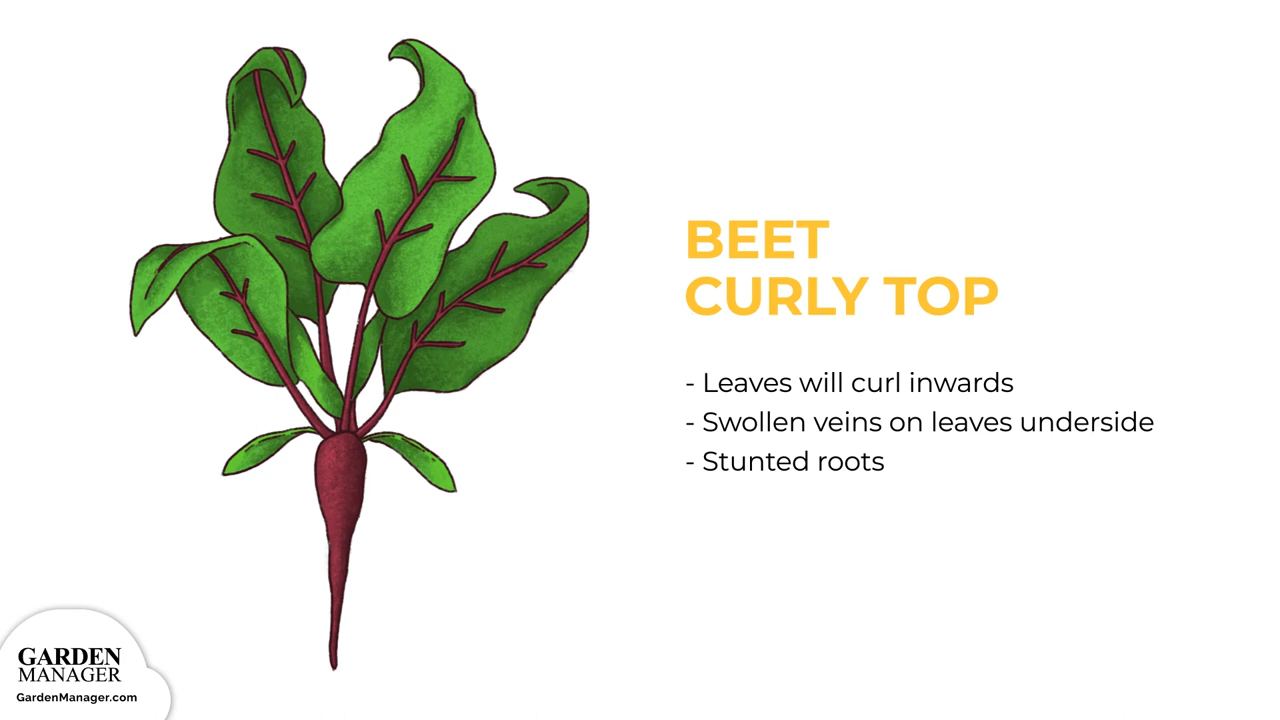 BEET
CURLY TOP
- Leaves will curl inwards
- Swollen veins on leaves underside
- Stunted roots
GARDEN
MANAGER
GardenManager.com